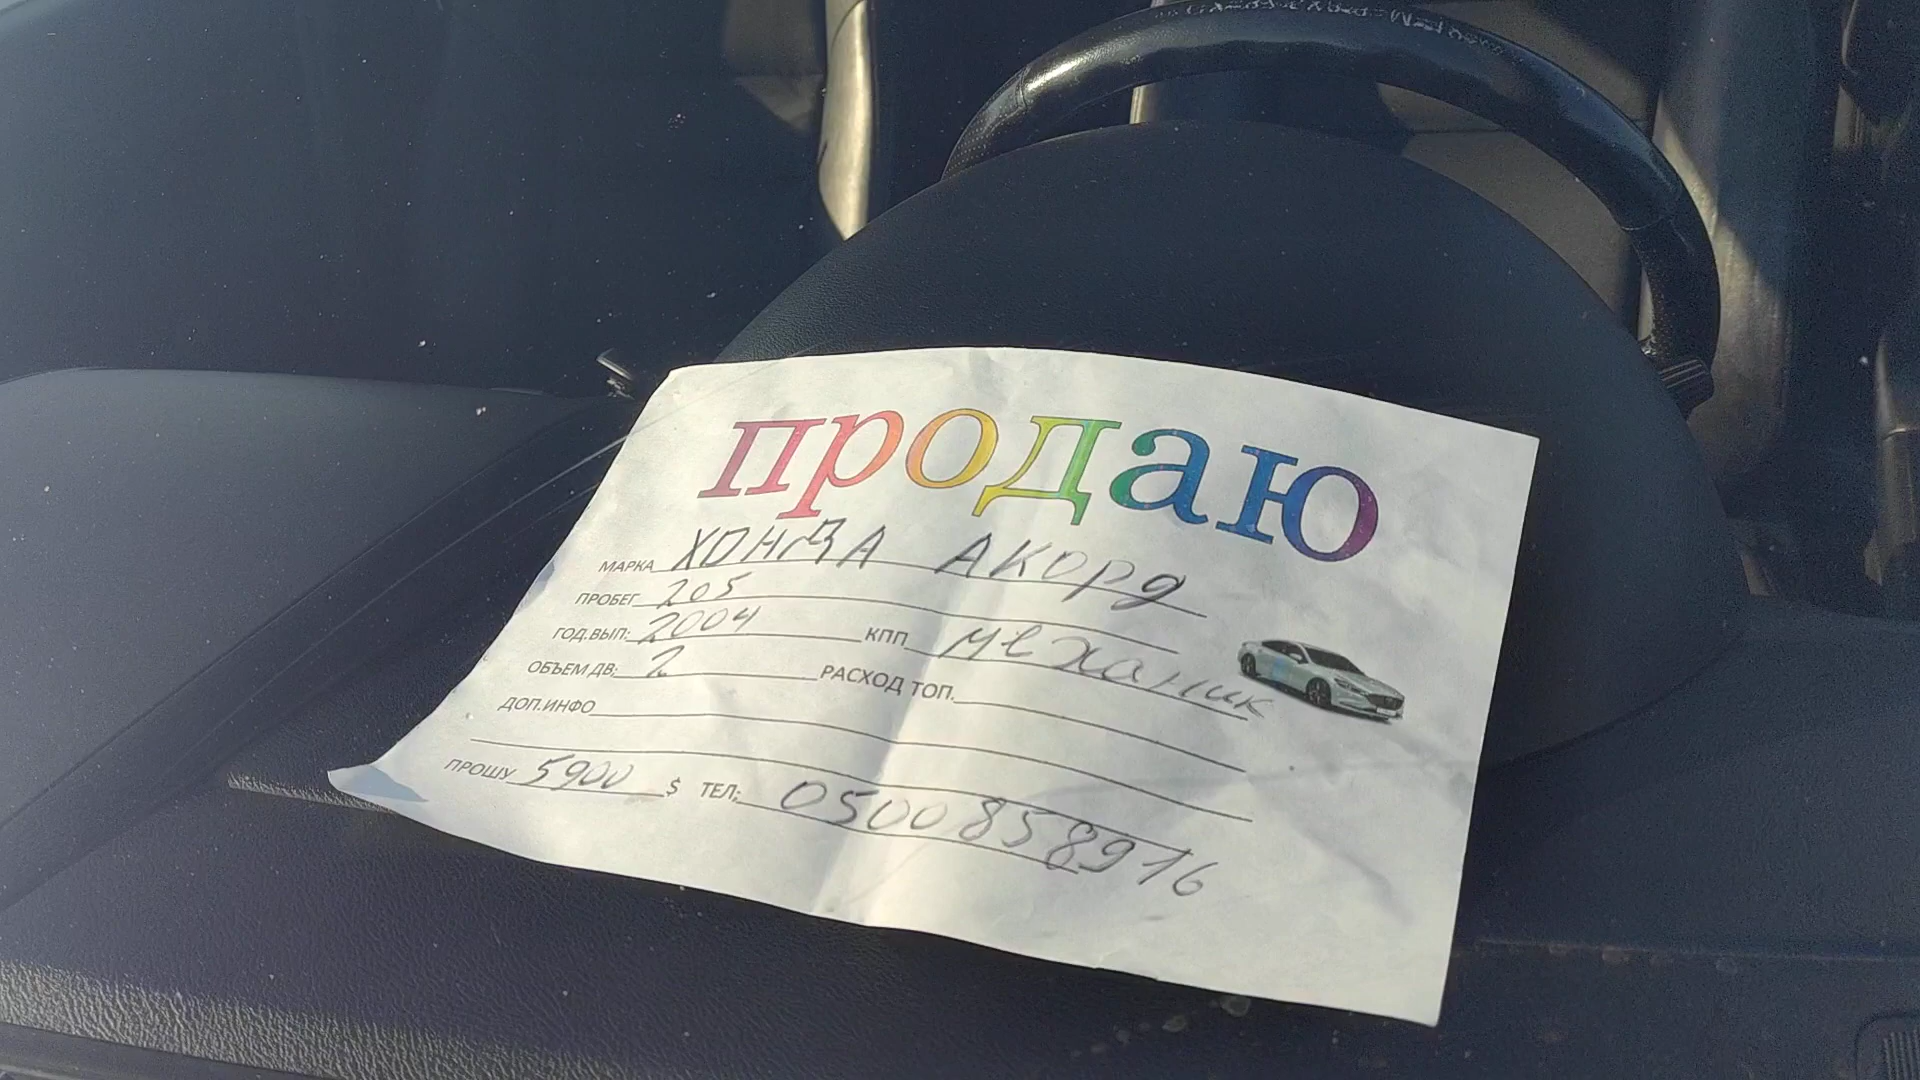 продаю
МАРКА ХОНДА АКОРД
ПРОБЕГ 205
ГОД.ВЫП: 2004 КПП механик
ОБЪЕМ ДВ: 2 РАСХОД ТОП.
ДОП.ИНФО
ПРОШУ 5900 $ ТЕЛ: 0500858916